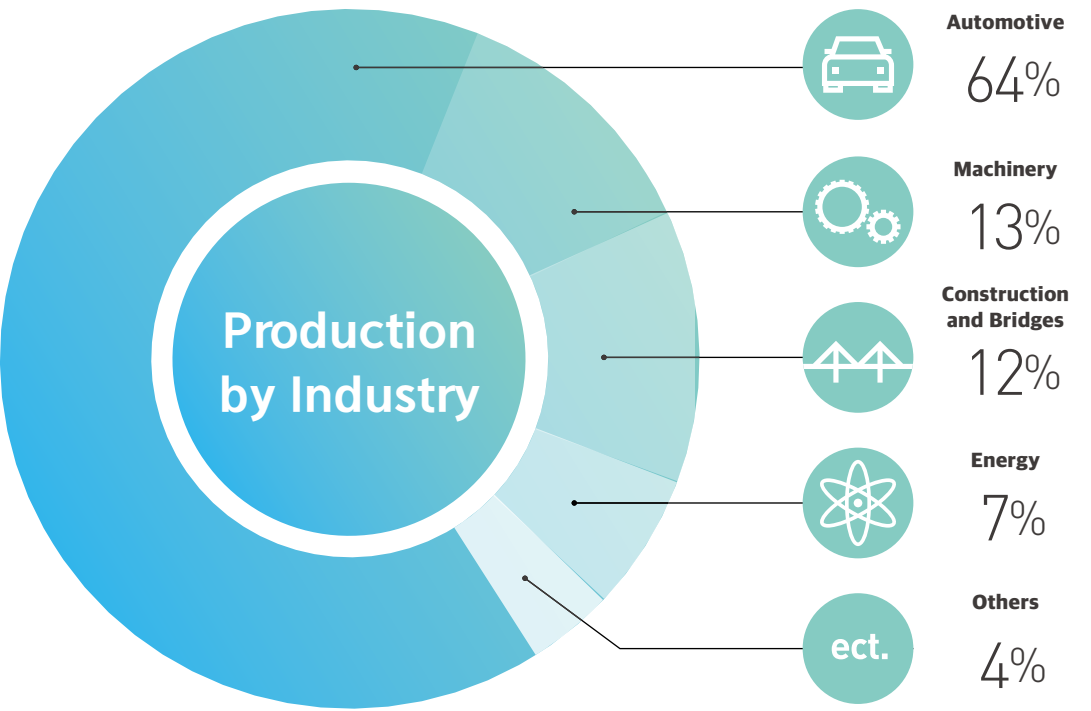 Production
by Industry
Automotive
64%
Machinery
13%
Construction
and Bridges
12%
Energy
7%
ect.
Others
4%